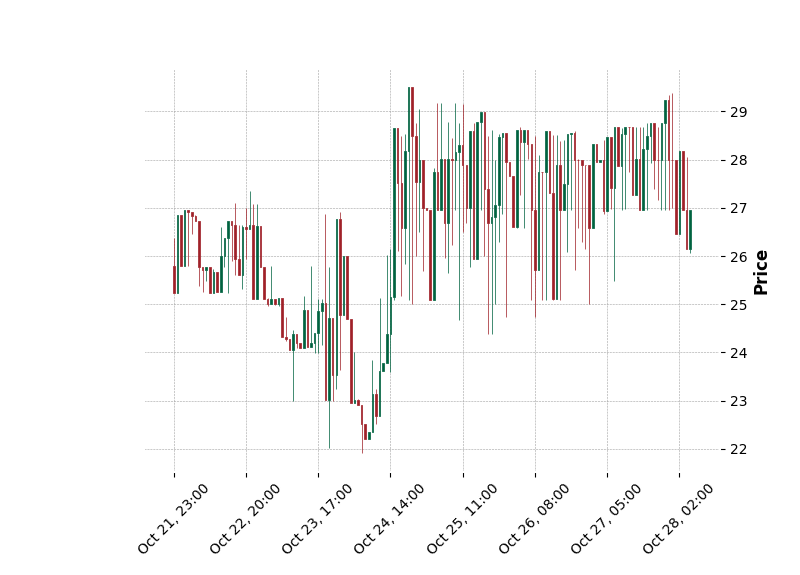 29
28
27
26
25
24
23
22
Price
Oct 21, 23:00
Oct 22, 20:00
Oct 23, 17:00
Oct 24, 14:00
Oct 25, 11:00
Oct 26, 08:00
Oct 27, 05:00
Oct 28, 02:00